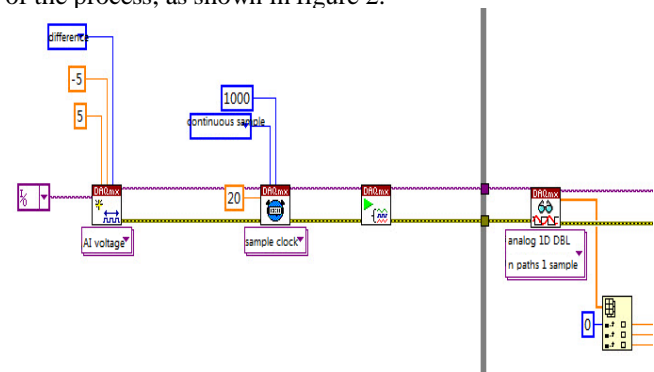 of the process, as shown in figure 2.
difference
-5
5
1000
continuous sample
20
DAQmx
DAQmx
DAQmx
DAQmx
AI voltage
sample clock
analog 1D DBL
n paths 1 sample
0